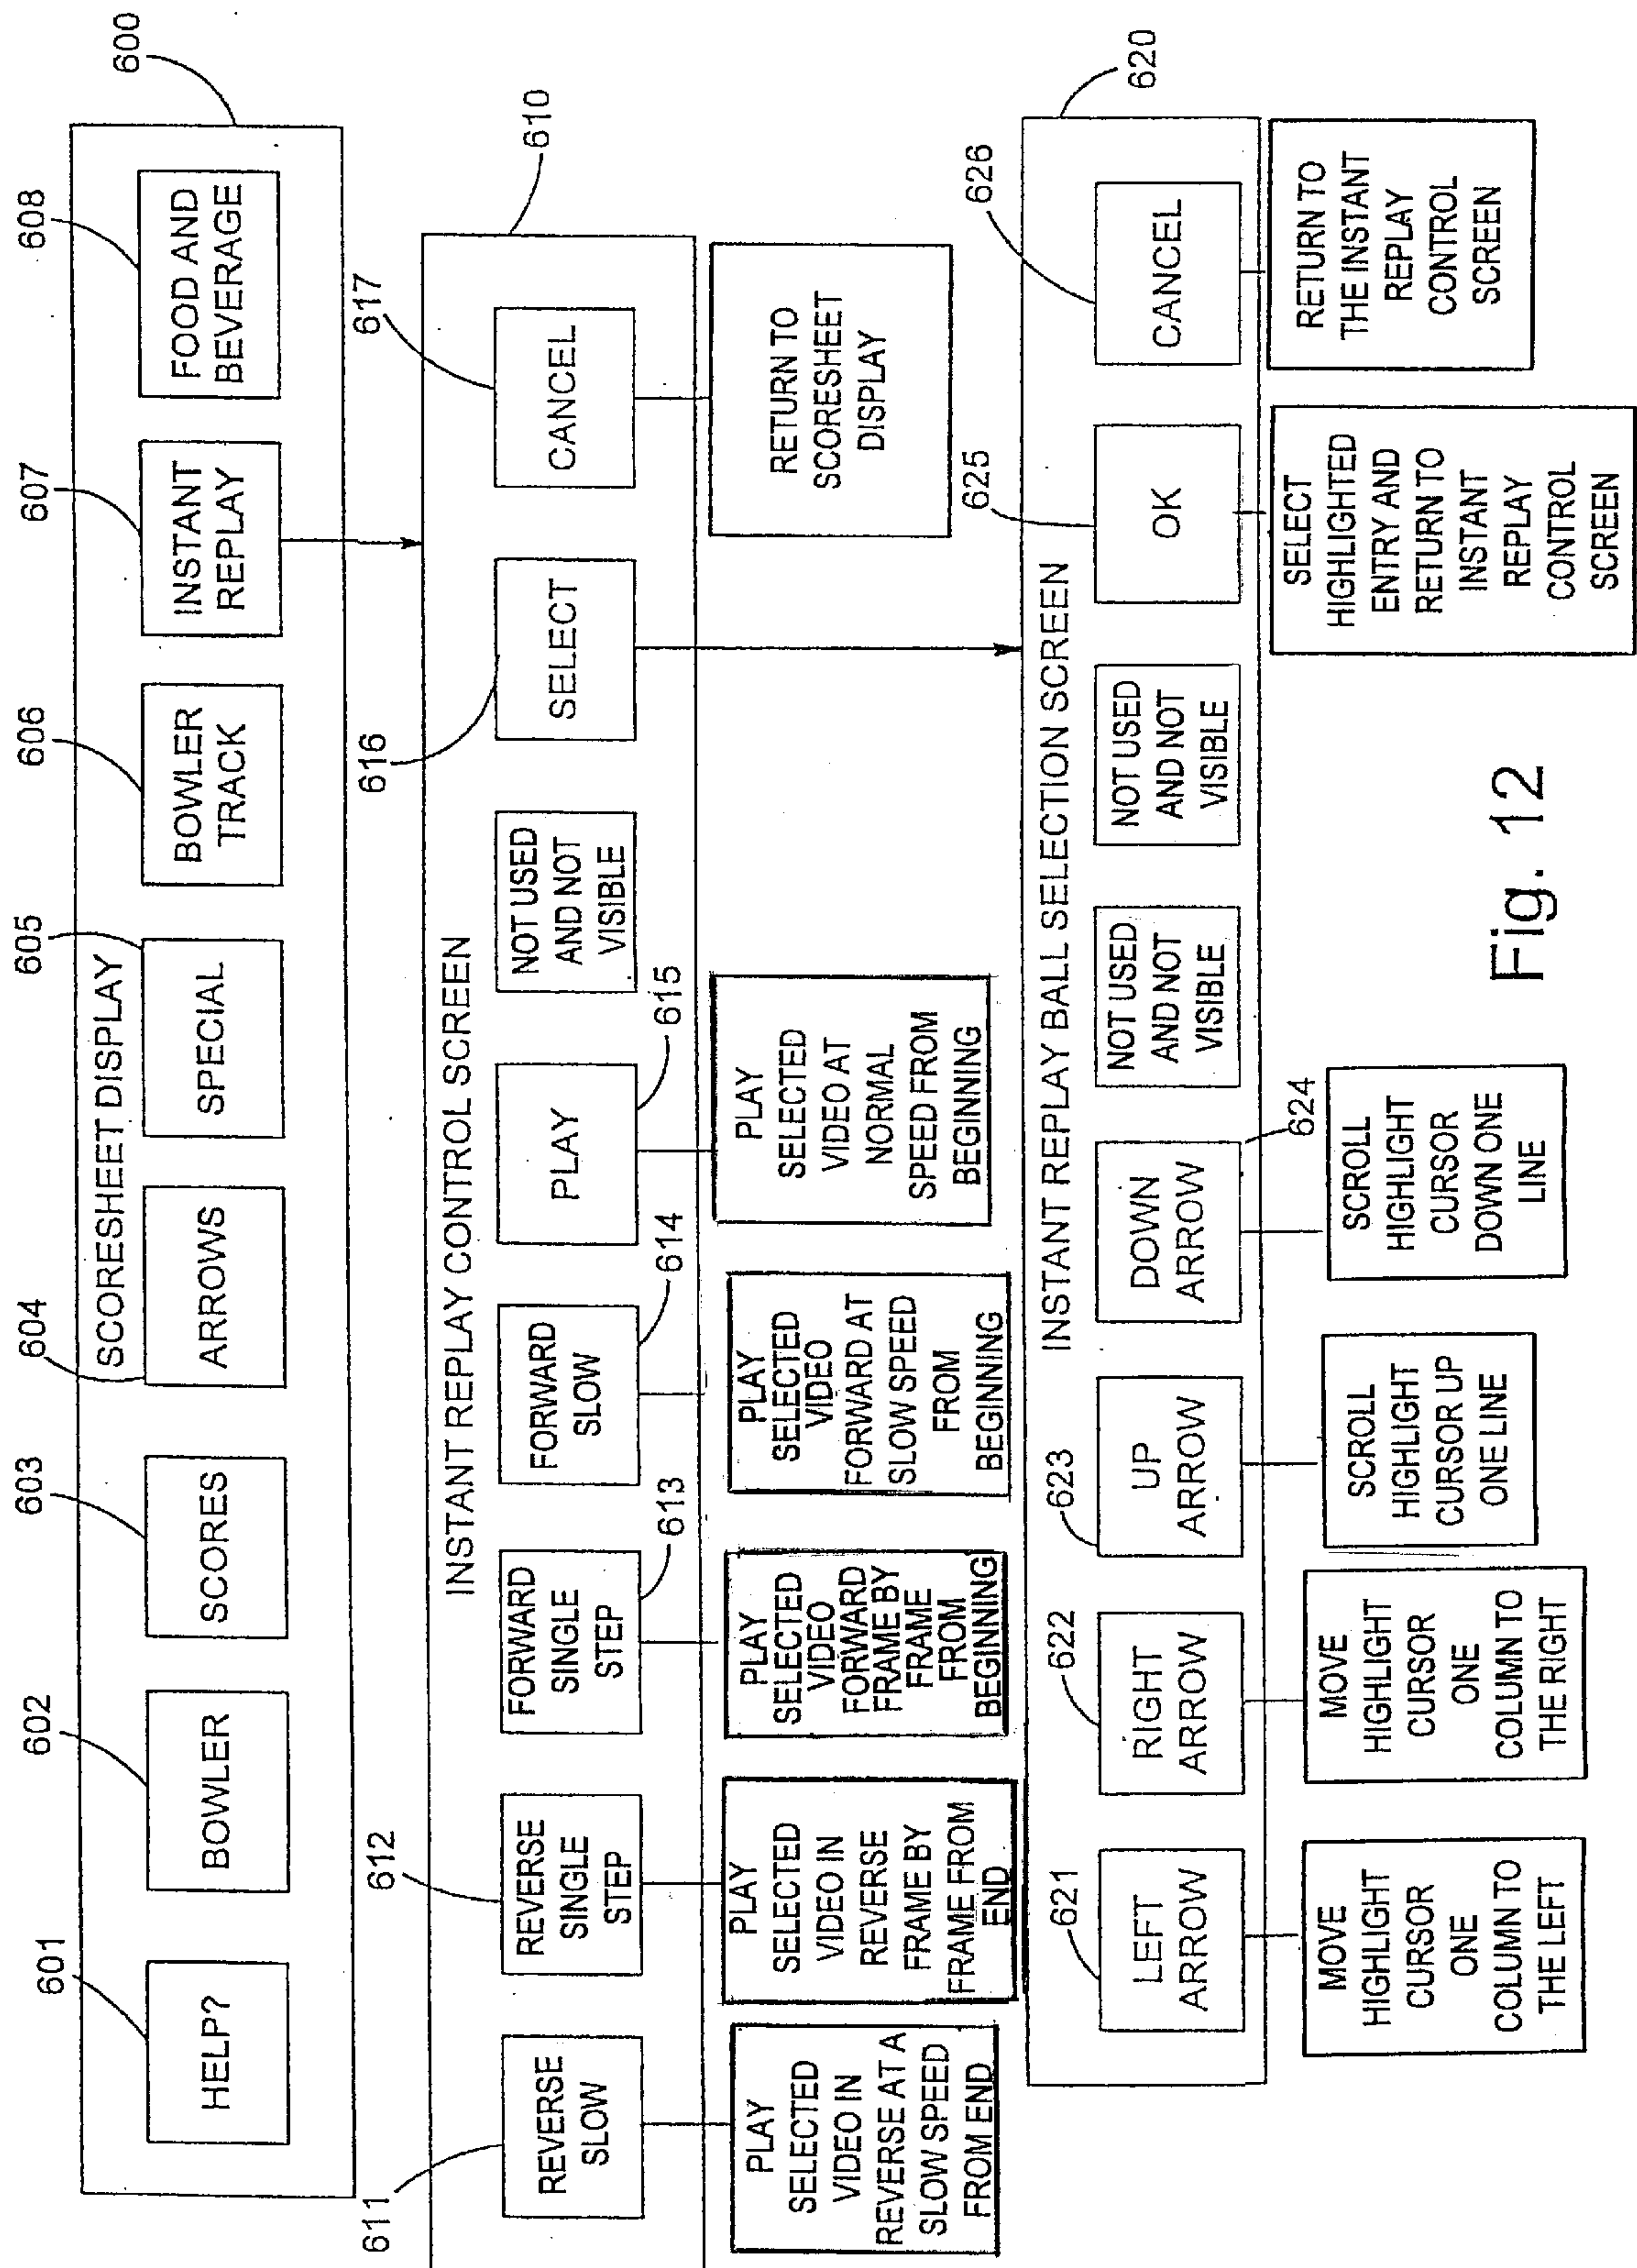 600
SCORESHEET DISPLAY
601
HELP?
602
BOWLER
603
SCORES
604
ARROWS
605
SPECIAL
606
BOWLER
TRACK
607
INSTANT
REPLAY
608
FOOD AND
BEVERAGE
610
INSTANT REPLAY CONTROL SCREEN
611
REVERSE
SLOW
612
REVERSE
SINGLE
STEP
613
FORWARD
SINGLE
STEP
614
FORWARD
SLOW
615
PLAY
NOT USED
AND NOT
VISIBLE
616
SELECT
617
CANCEL
PLAY
SELECTED
VIDEO IN
REVERSE AT A
SLOW SPEED
FROM END
PLAY
SELECTED
VIDEO IN
REVERSE
FRAME BY
FRAME FROM
END
PLAY
SELECTED
VIDEO
FORWARD
FRAME BY
FRAME
FROM
BEGINNING
PLAY
SELECTED
VIDEO
FORWARD AT
SLOW SPEED
FROM
BEGINNING
PLAY
SELECTED
VIDEO AT
NORMAL
SPEED FROM
BEGINNING
RETURN TO
SCORESHEET
DISPLAY
620
INSTANT REPLAY BALL SELECTION SCREEN
621
LEFT
ARROW
622
RIGHT
ARROW
623
UP
ARROW
624
DOWN
ARROW
NOT USED
AND NOT
VISIBLE
NOT USED
AND NOT
VISIBLE
625
OK
626
CANCEL
MOVE
HIGHLIGHT
CURSOR
ONE
COLUMN TO
THE LEFT
MOVE
HIGHLIGHT
CURSOR
ONE
COLUMN TO
THE RIGHT
SCROLL
HIGHLIGHT
CURSOR UP
ONE LINE
SCROLL
HIGHLIGHT
CURSOR
DOWN ONE
LINE
SELECT
HIGHLIGHTED
ENTRY AND
RETURN TO
INSTANT
REPLAY
CONTROL
SCREEN
RETURN TO
THE INSTANT
REPLAY
CONTROL
SCREEN
Fig. 12